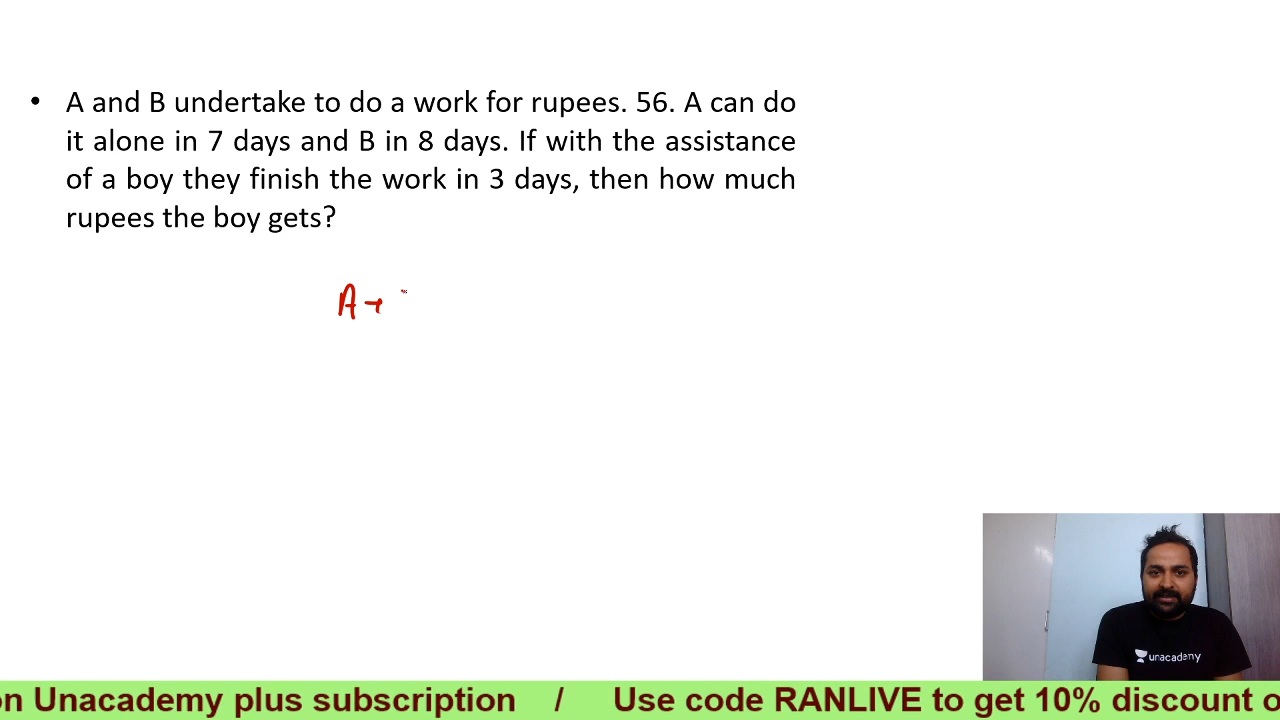 • A and B undertake to do a work for rupees. 56. A can do
it alone in 7 days and B in 8 days. If with the assistance
of a boy they finish the work in 3 days, then how much
rupees the boy gets?
A+
unacademy
on Unacademy plus subscription / Use code RANLIVE to get 10% discount o